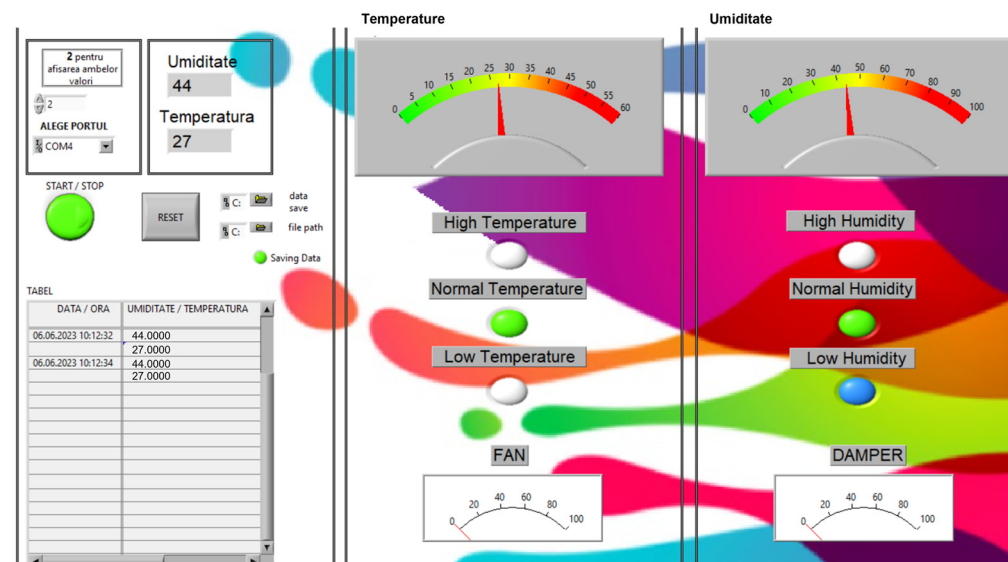 Temperature
Umiditate
2 pentru
afisarea ambelor
valori
2
ALEGE PORTUL
COM4
Umiditate
44
Temperatura
27
START / STOP
RESET
C:
data
save
C:
file path
Saving Data
TABEL
DATA / ORA UMIDITATE / TEMPERATURA
06.06.2023 10:12:32 44.0000
27.0000
06.06.2023 10:12:34 44.0000
27.0000
0 5 10 15 20 25 30 35 40 45 50 55 60
High Temperature
Normal Temperature
Low Temperature
FAN
0 20 40 60 80 100
0 10 20 30 40 50 60 70 80 90 100
High Humidity
Normal Humidity
Low Humidity
DAMPER
0 20 40 60 80 100